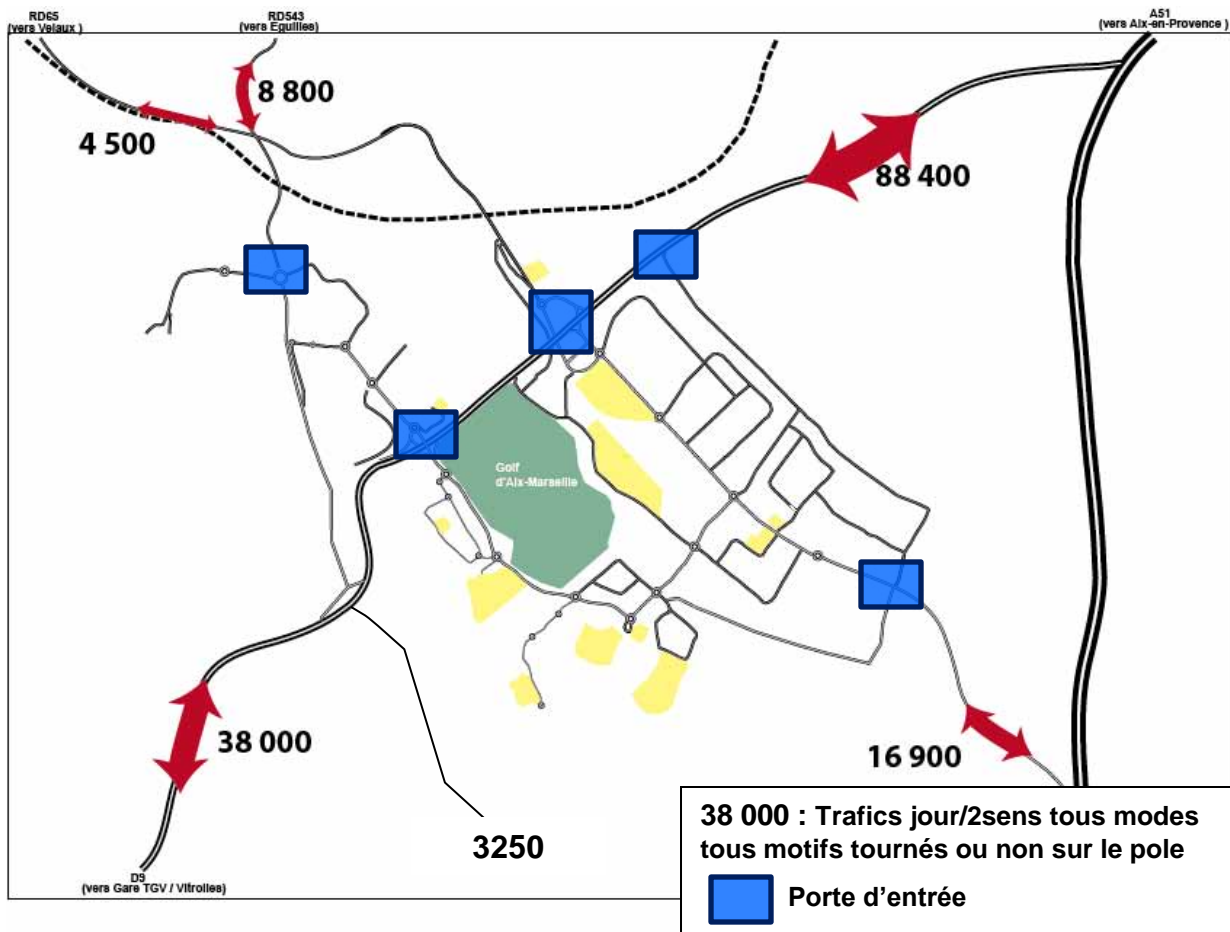 RD65
(vers Velaux )
RD543
(vers Eguilles)
A51
(vers Aix-en-Provence )
8 800
4 500
88 400
Golf
d'Aix-Marseille
38 000
16 900
3250
D9
(vers Gare TGV / Vitrolles)
38 000 : Trafics jour/2sens tous modes
tous motifs tournés ou non sur le pole
Porte d'entrée